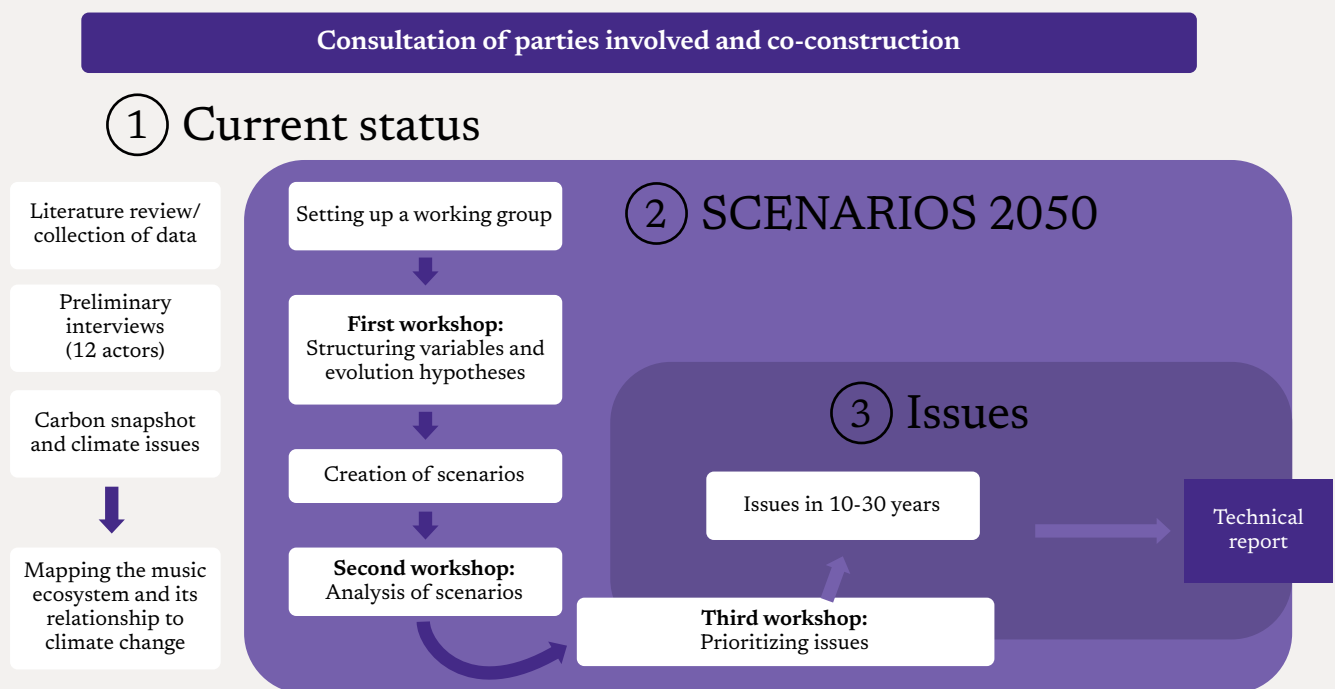 Consultation of parties involved and co-construction
1 Current status
Literature review/
collection of data
Preliminary
interviews
(12 actors)
Carbon snapshot
and climate issues
Mapping the music
ecosystem and its
relationship to
climate change
2 SCENARIOS 2050
Setting up a working group
First workshop:
Structuring variables and
evolution hypotheses
Creation of scenarios
Second workshop:
Analysis of scenarios
3 Issues
Third workshop:
Prioritizing issues
Issues in 10-30 years
Technical
report